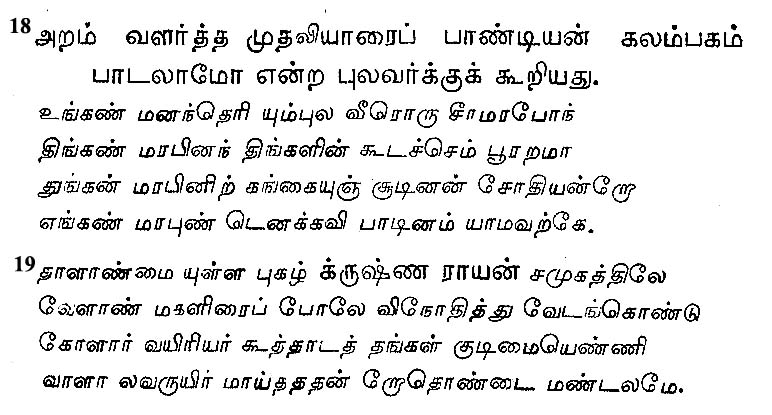 18 அறம் வளர்த்த முதலியாரைப் பாண்டியன் கலம்பகம்
பாடலாமோ என்ற புலவர்க்குக் கூறியது.
உங்கண் மனந்தெரி யும்புல வீரொரு சீமரபோந்
திங்கண் மரபினந் திங்களின் கூடச்செம் பூரறமா
துங்கன் மரபினிற் கங்கையுஞ் சூடினன் சோதியன்றே
எங்கண் மரபுண் டெனக்கவி பாடினம் யாமவற்கே.
19 தாளாண்மை யுள்ள புகழ் க்ருஷ்ண ராயன் சமுகத்திலே
வேளாண் மகளிரைப் போலே விநோதித்து வேடங்கொண்டு
கோளார் வயிரியர் கூத்தாடத் தங்கள் குடிமையெண்ணி
வாளா லவருயிர் மாய்தததன் றேதொண்டை மண்டலமே.